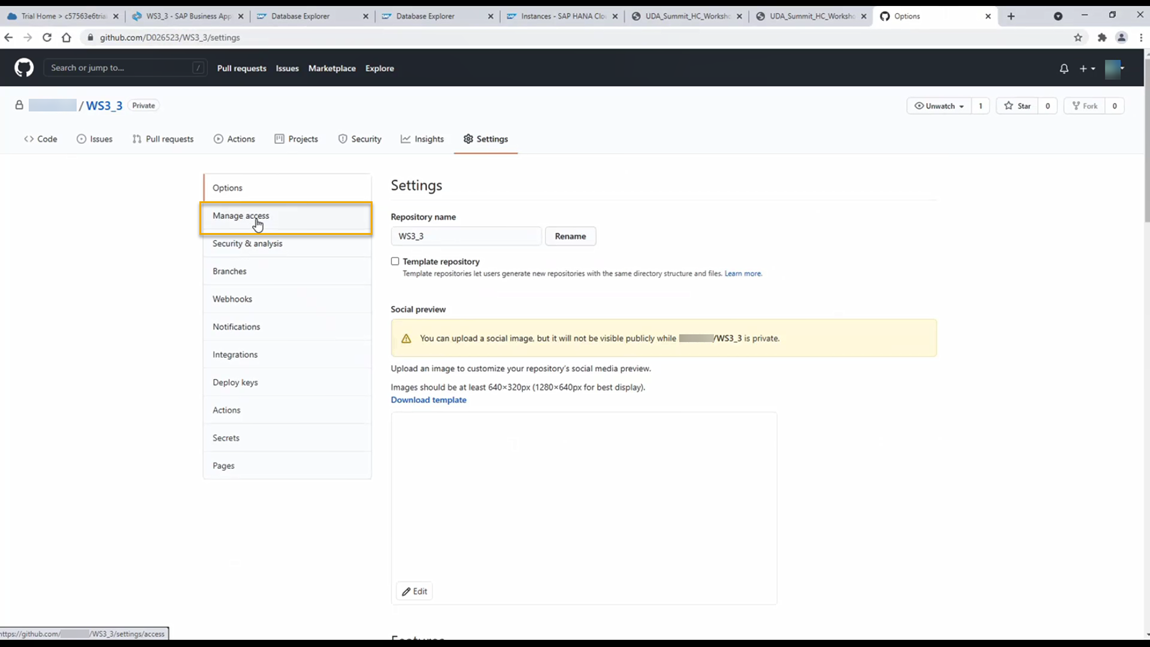 Trial Home > c57563e6trial
WS3_3 - SAP Business App
Database Explorer
Database Explorer
Instances - SAP HANA Clou
UDA_Summit_HC_Worksh
UDA_Summit_HC_Worksh
Options
github.com/D026523/WS3_3/settings
Search or jump to... /
Pull requests Issues Marketplace Explore
/ WS3_3 Private
Unwatch 1 Star 0 Fork 0
Code Issues Pull requests Actions Projects Security Insights Settings
Options
Manage access
Security & analysis
Branches
Webhooks
Notifications
Integrations
Deploy keys
Actions
Secrets
Pages
Settings
Repository name
WS3_3 Rename
Template repository
Template repositories let users generate new repositories with the same directory structure and files. Learn more.
Social preview
You can upload a social image, but it will not be visible publicly while /WS3_3 is private.
Upload an image to customize your repository's social media preview.
Images should be at least 640×320px (1280×640px for best display).
Download template
Edit
Features
https://github.com/ /WS3_3/settings/access